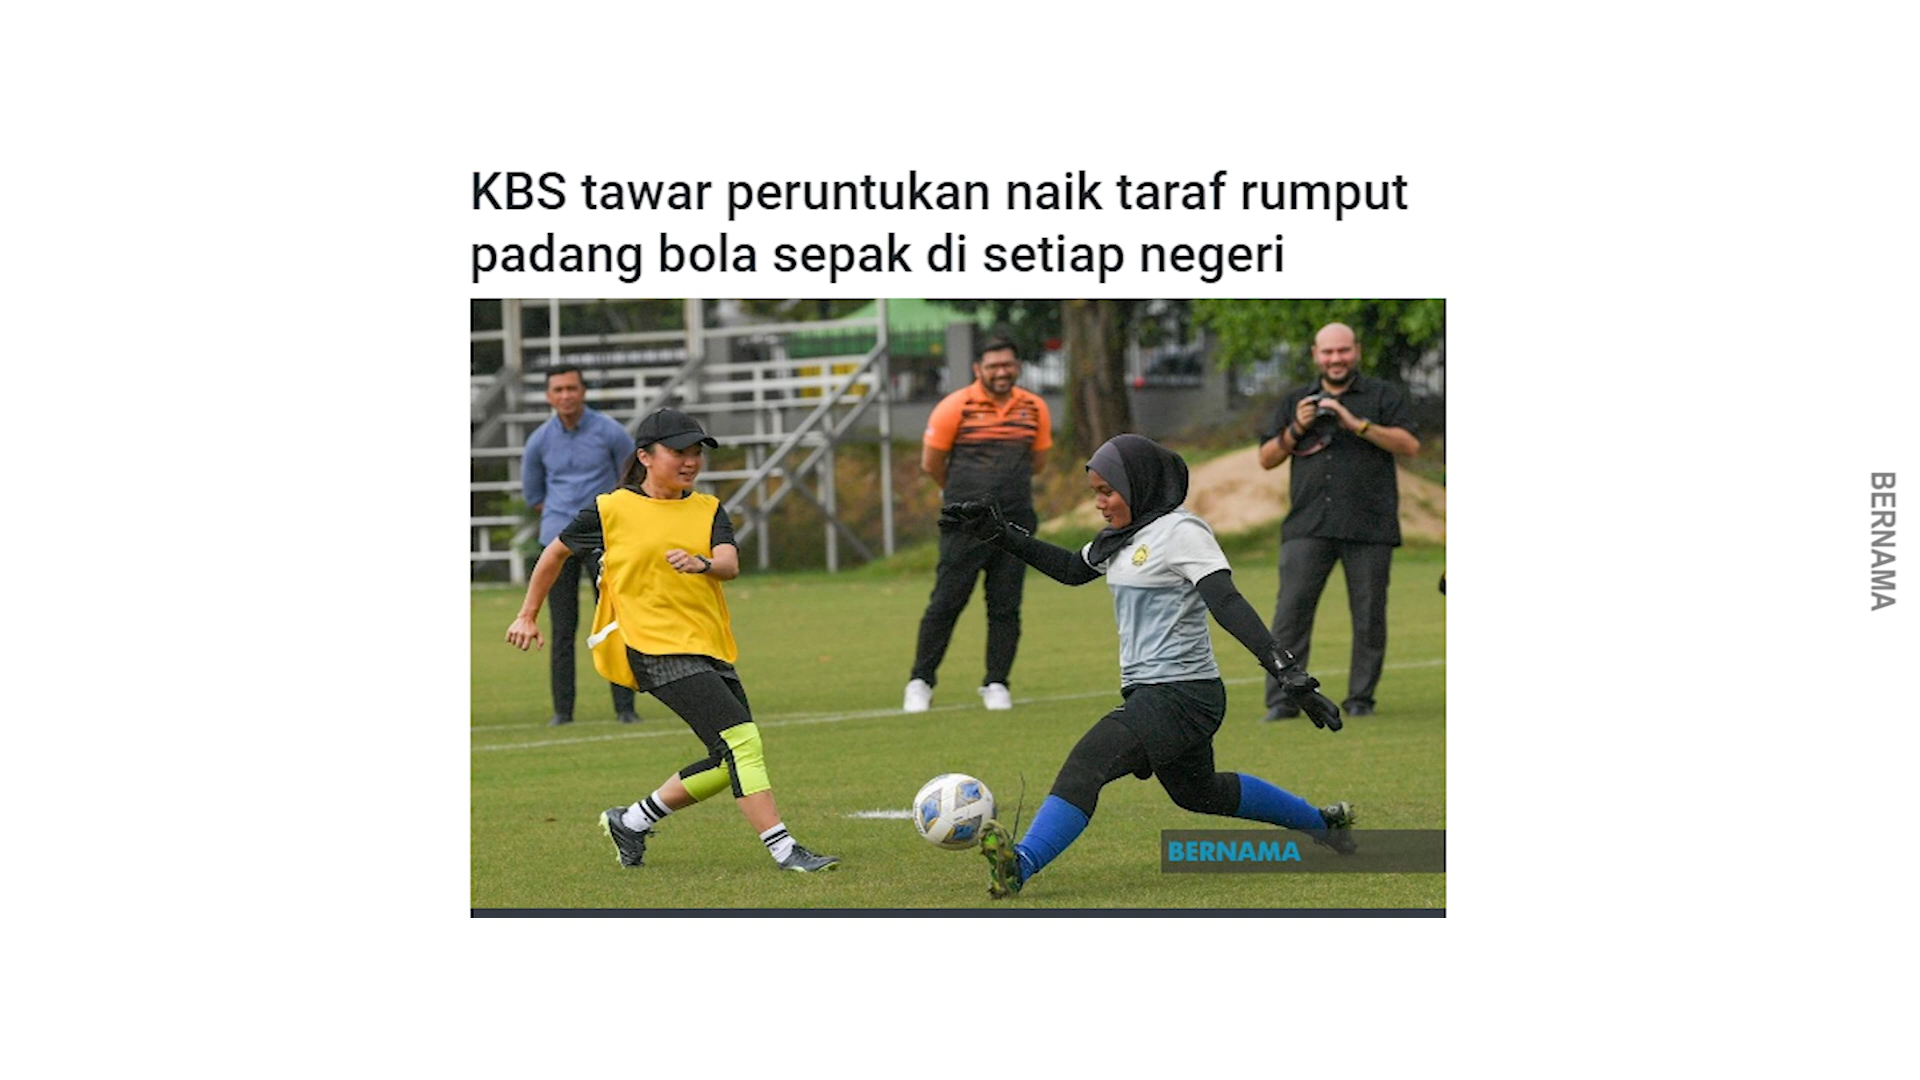 KBS tawar peruntukan naik taraf rumput
padang bola sepak di setiap negeri
BERNAMA
BERNAMA